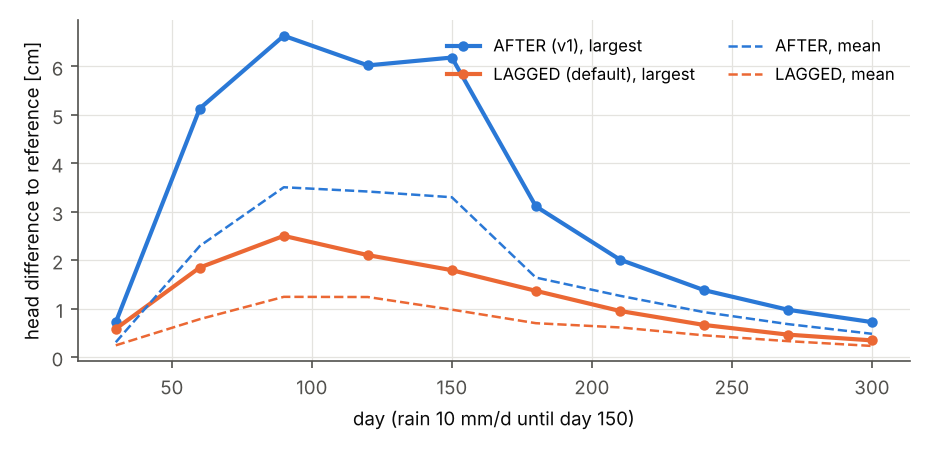 head difference to reference [cm]
AFTER (v1), largest
LAGGED (default), largest
AFTER, mean
LAGGED, mean
6
5
4
3
2
1
0
50 100 150 200 250 300
day (rain 10 mm/d until day 150)